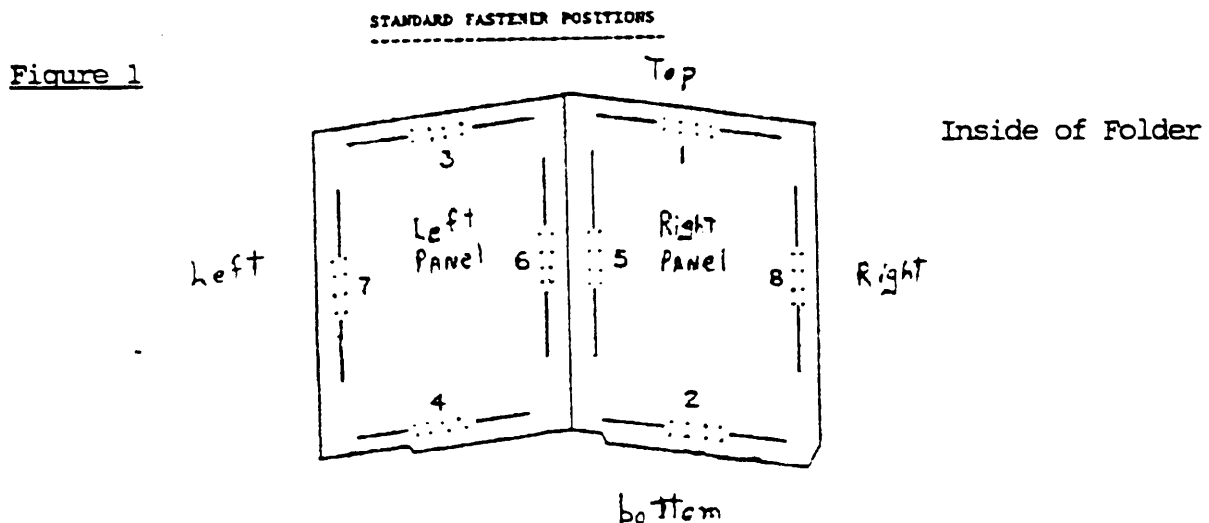 STANDARD FASTENER POSITIONS
Figure 1
Top
Inside of Folder
3
1
Left
PANEl
Right
PANEl
Left
7
6
5
8
Right
4
2
boTTom